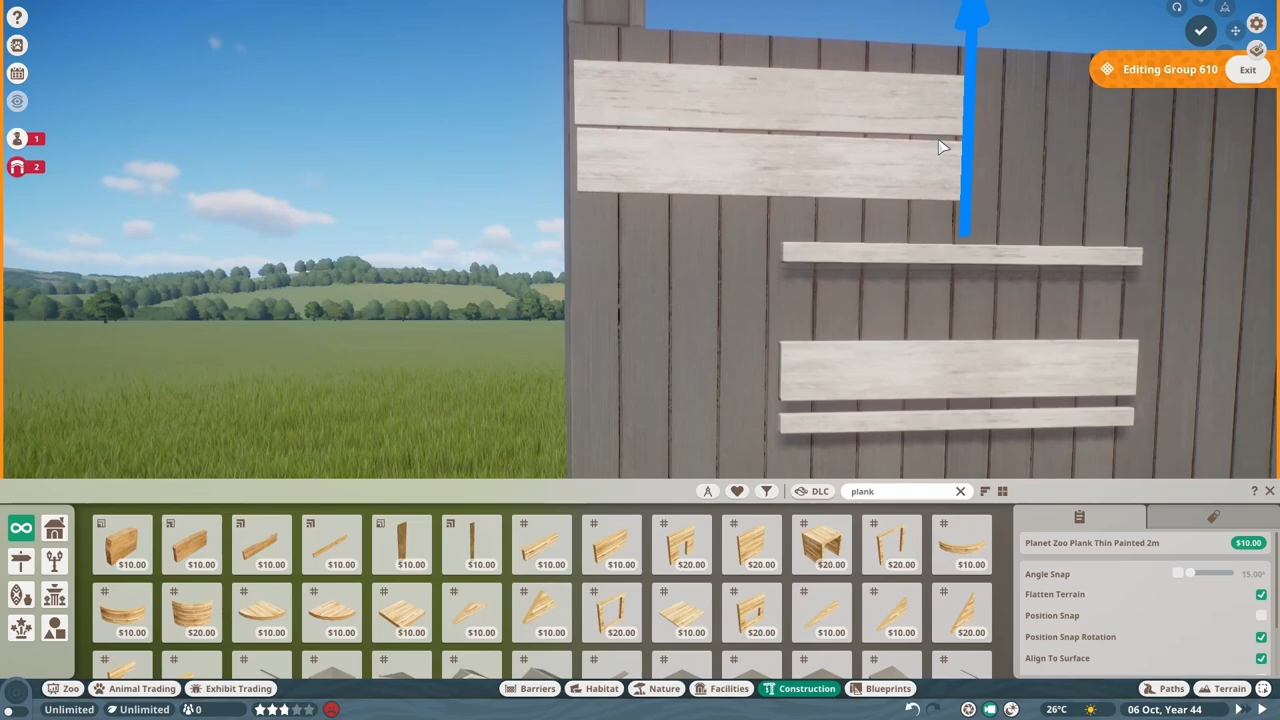 ?
Editing Group 610
Exit
1
2
DLC
plank
?
$10.00 $10.00 $10.00 $10.00 $10.00 $10.00 $10.00 $10.00 $20.00 $20.00 $20.00 $20.00 $10.00
$10.00 $20.00 $10.00 $10.00 $10.00 $10.00 $10.00 $20.00 $10.00 $20.00 $10.00 $10.00 $20.00
Planet Zoo Plank Thin Painted 2m
$10.00
Angle Snap
15.00°
Flatten Terrain
Position Snap
Position Snap Rotation
Align To Surface
Zoo
Animal Trading
Exhibit Trading
Barriers
Habitat
Nature
Facilities
Construction
Blueprints
Paths
Terrain
Unlimited
Unlimited
0
26°C
06 Oct, Year 44